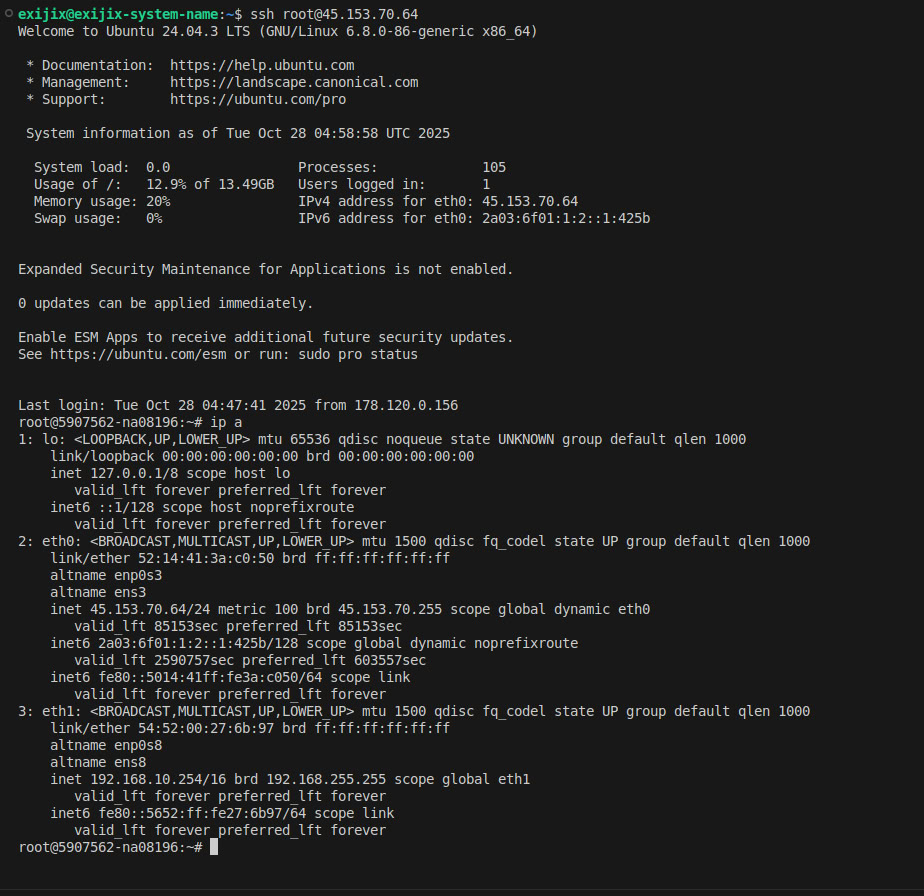 exijix@exijix-system-name:~$ ssh root@45.153.70.64
Welcome to Ubuntu 24.04.3 LTS (GNU/Linux 6.8.0-86-generic x86_64)

 * Documentation:  https://help.ubuntu.com
 * Management:     https://landscape.canonical.com
 * Support:        https://ubuntu.com/pro

 System information as of Tue Oct 28 04:58:58 UTC 2025

  System load:  0.0                Processes:             105
  Usage of /:   12.9% of 13.49GB   Users logged in:       1
  Memory usage: 20%                IPv4 address for eth0: 45.153.70.64
  Swap usage:   0%                 IPv6 address for eth0: 2a03:6f01:1:2::1:425b


Expanded Security Maintenance for Applications is not enabled.

0 updates can be applied immediately.

Enable ESM Apps to receive additional future security updates.
See https://ubuntu.com/esm or run: sudo pro status


Last login: Tue Oct 28 04:47:41 2025 from 178.120.0.156
root@5907562-na08196:~# ip a
1: lo: <LOOPBACK,UP,LOWER_UP> mtu 65536 qdisc noqueue state UNKNOWN group default qlen 1000
    link/loopback 00:00:00:00:00:00 brd 00:00:00:00:00:00
    inet 127.0.0.1/8 scope host lo
       valid_lft forever preferred_lft forever
    inet6 ::1/128 scope host noprefixroute
       valid_lft forever preferred_lft forever
2: eth0: <BROADCAST,MULTICAST,UP,LOWER_UP> mtu 1500 qdisc fq_codel state UP group default qlen 1000
    link/ether 52:14:41:3a:c0:50 brd ff:ff:ff:ff:ff:ff
    altname enp0s3
    altname ens3
    inet 45.153.70.64/24 metric 100 brd 45.153.70.255 scope global dynamic eth0
       valid_lft 85153sec preferred_lft 85153sec
    inet6 2a03:6f01:1:2::1:425b/128 scope global dynamic noprefixroute
       valid_lft 2590757sec preferred_lft 603557sec
    inet6 fe80::5014:41ff:fe3a:c050/64 scope link
       valid_lft forever preferred_lft forever
3: eth1: <BROADCAST,MULTICAST,UP,LOWER_UP> mtu 1500 qdisc fq_codel state UP group default qlen 1000
    link/ether 54:52:00:27:6b:97 brd ff:ff:ff:ff:ff:ff
    altname enp0s8
    altname ens8
    inet 192.168.10.254/16 brd 192.168.255.255 scope global eth1
       valid_lft forever preferred_lft forever
    inet6 fe80::5652:ff:fe27:6b97/64 scope link
       valid_lft forever preferred_lft forever
root@5907562-na08196:~#